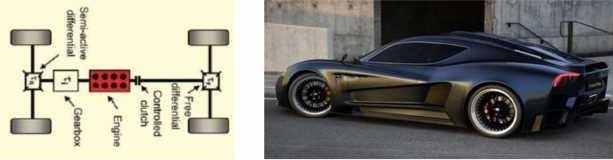 Semi-active
differential
Gearbox
Engine
Controlled
clutch
Free
differential